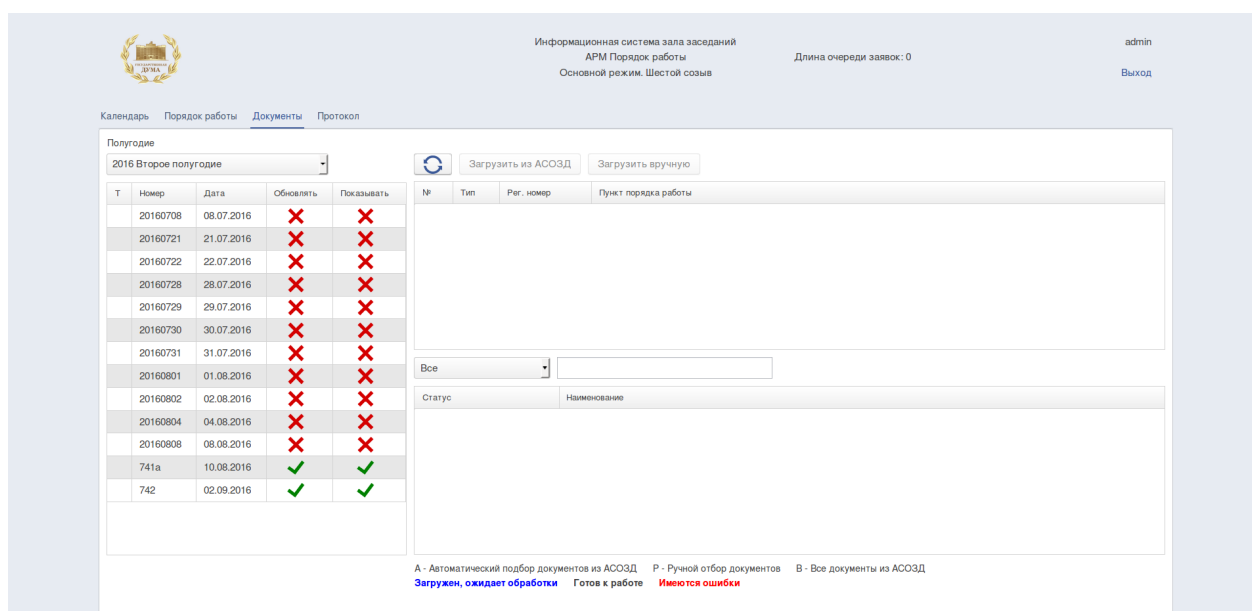 ГОСУДАРСТВЕННАЯ
ДУМА
Информационная система зала заседаний
АРМ Порядок работы
Основной режим. Шестой созыв
Длина очереди заявок: 0
admin
Выход
Календарь Порядок работы Документы Протокол
Полугодие
2016 Второе полугодие
Загрузить из АСОЗД Загрузить вручную
Т Номер Дата Обновлять Показывать
20160708 08.07.2016
20160721 21.07.2016
20160722 22.07.2016
20160728 28.07.2016
20160729 29.07.2016
20160730 30.07.2016
20160731 31.07.2016
20160801 01.08.2016
20160802 02.08.2016
20160804 04.08.2016
20160808 08.08.2016
741а 10.08.2016
742 02.09.2016
№ Тип Рег. номер Пункт порядка работы
Все
Статус Наименование
А - Автоматический подбор документов из АСОЗД Р - Ручной отбор документов В - Все документы из АСОЗД
Загружен, ожидает обработки Готов к работе Имеются ошибки